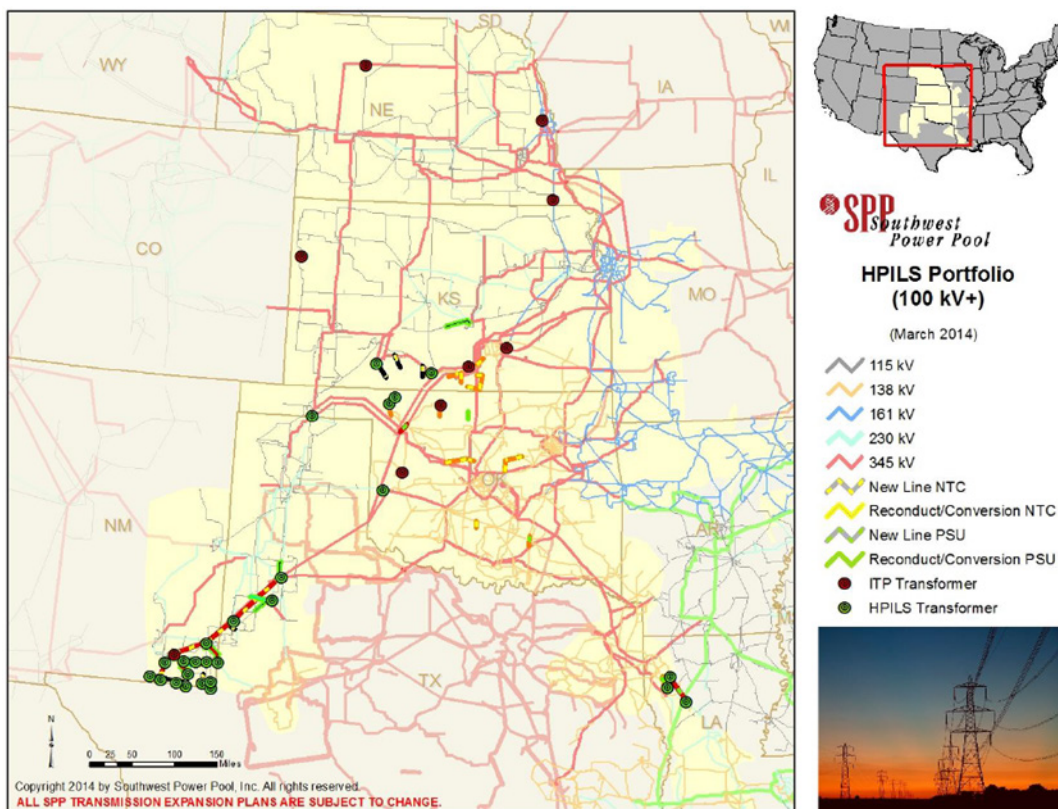 SD
WI
WY
IA
NE
IL
CO
KS
MO
OK
NM
AR
TX
LA
N
0 25 50 100 150
Miles
Copyright 2014 by Southwest Power Pool, Inc. All rights reserved.
ALL SPP TRANSMISSION EXPANSION PLANS ARE SUBJECT TO CHANGE.
SPP
Southwest
Power Pool
HPILS Portfolio
(100 kV+)
(March 2014)
115 kV
138 kV
161 kV
230 kV
345 kV
New Line NTC
Reconduct/Conversion NTC
New Line PSU
Reconduct/Conversion PSU
ITP Transformer
HPILS Transformer